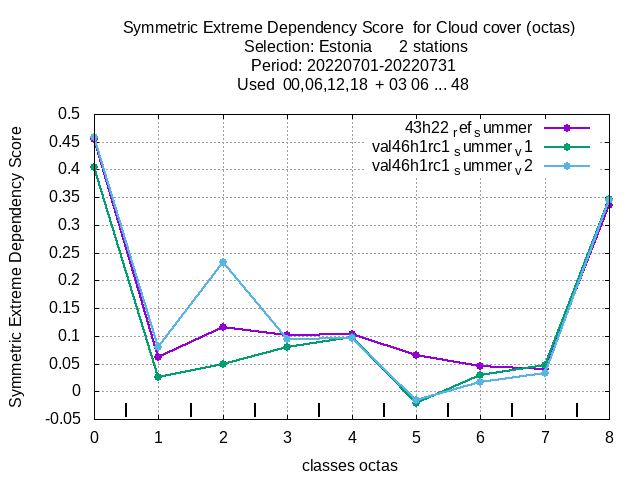 Symmetric Extreme Dependency Score  for Cloud cover (octas)
Selection: Estonia      2 stations
Period: 20220701-20220731
Used  00,06,12,18  + 03 06 ... 48
43h22 ref summer
val46h1rc1 summer v1
val46h1rc1 summer v2
Symmetric Extreme Dependency Score
0.5
0.45
0.4
0.35
0.3
0.25
0.2
0.15
0.1
0.05
0
-0.05
0 1 2 3 4 5 6 7 8
classes octas